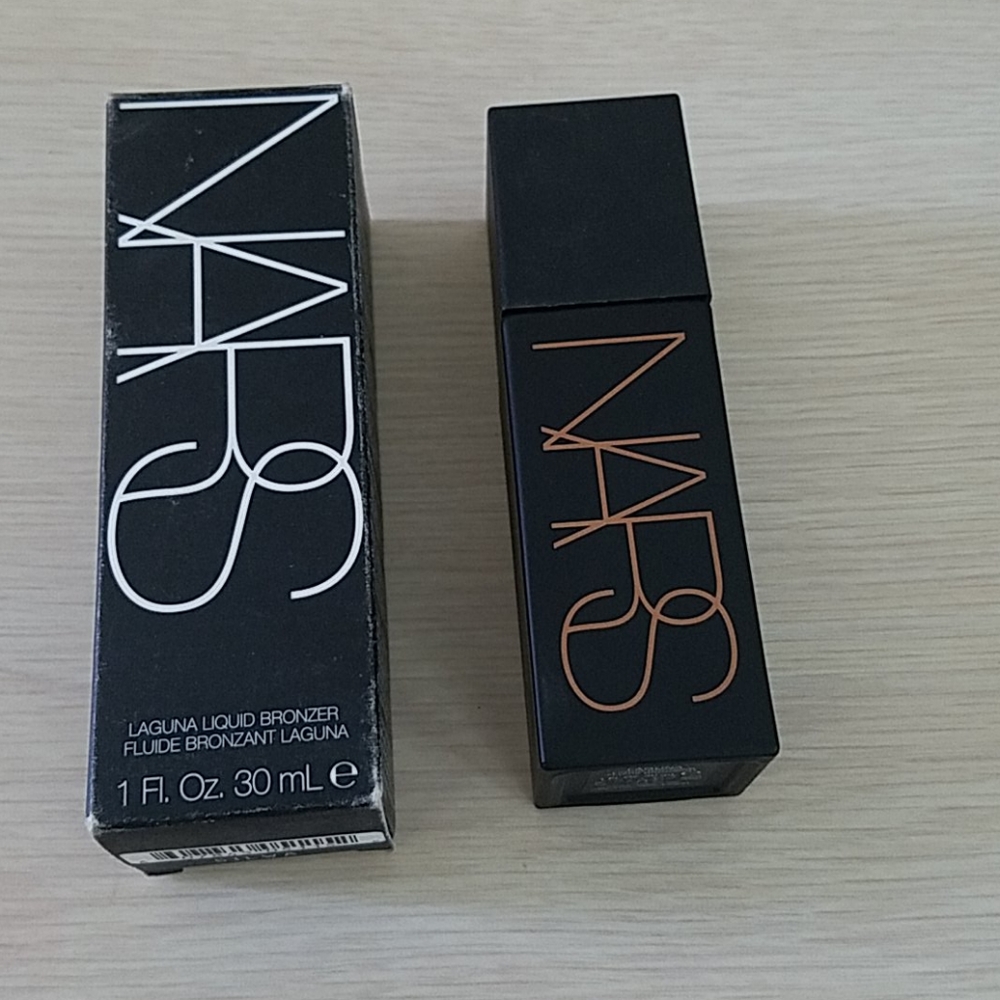 NARS
LAGUNA LIQUID BRONZER
FLUIDE BRONZANT LAGUNA
1 Fl. Oz. 30 mL ℮
NARS